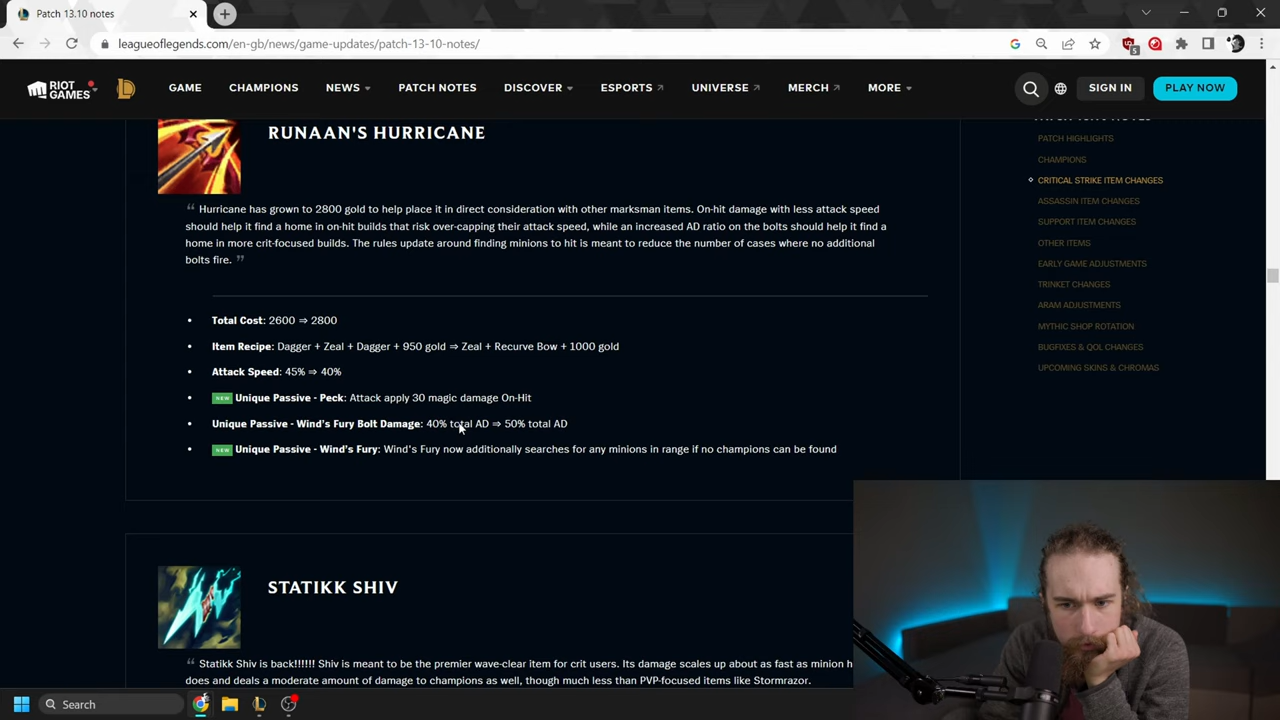 Patch 13.10 notes
leagueoflegends.com/en-gb/news/game-updates/patch-13-10-notes/
5
RIOT GAMES
GAME
CHAMPIONS
NEWS
PATCH NOTES
DISCOVER
ESPORTS
UNIVERSE
MERCH
MORE
SIGN IN
PLAY NOW
RUNAAN'S HURRICANE
Hurricane has grown to 2800 gold to help place it in direct consideration with other marksman items. On-hit damage with less attack speed
should help it find a home in on-hit builds that risk over-capping their attack speed, while an increased AD ratio on the bolts should help it find a
home in more crit-focused builds. The rules update around finding minions to hit is meant to reduce the number of cases where no additional
bolts fire.
Total Cost: 2600 ⇒ 2800
Item Recipe: Dagger + Zeal + Dagger + 950 gold ⇒ Zeal + Recurve Bow + 1000 gold
Attack Speed: 45% ⇒ 40%
NEW Unique Passive - Peck: Attack apply 30 magic damage On-Hit
Unique Passive - Wind's Fury Bolt Damage: 40% total AD ⇒ 50% total AD
NEW Unique Passive - Wind's Fury: Wind's Fury now additionally searches for any minions in range if no champions can be found
STATIKK SHIV
Statikk Shiv is back!!!!!! Shiv is meant to be the premier wave-clear item for crit users. Its damage scales up about as fast as minion
does and deals a moderate amount of damage to champions as well, though much less than PVP-focused items like Stormrazor.
PATCH HIGHLIGHTS
CHAMPIONS
CRITICAL STRIKE ITEM CHANGES
ASSASSIN ITEM CHANGES
SUPPORT ITEM CHANGES
OTHER ITEMS
EARLY GAME ADJUSTMENTS
TRINKET CHANGES
ARAM ADJUSTMENTS
MYTHIC SHOP ROTATION
BUGFIXES & QOL CHANGES
UPCOMING SKINS & CHROMAS
Search